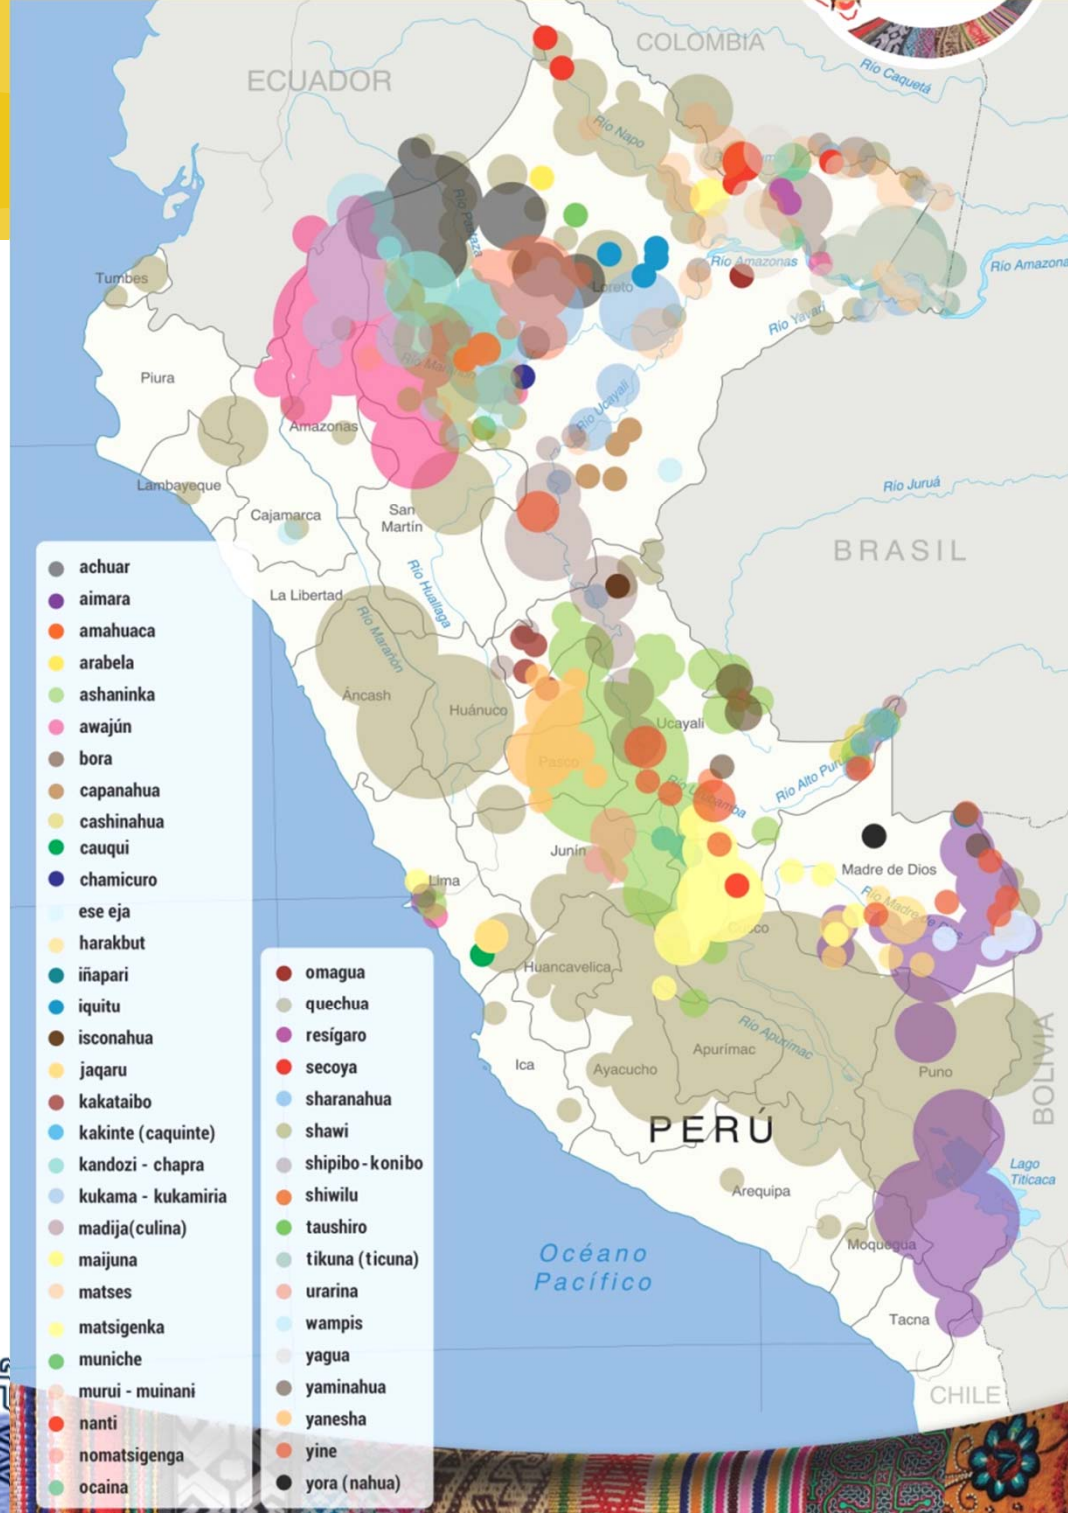 COLOMBIA
ECUADOR
Río Caquetá
Río Napo
Río Pastaza
Río Amazonas
Río Amazona
Loreto
Tumbes
Río Yavarí
Piura
Río Ucayali
Amazonas
Lambayeque
Río Juruá
Cajamarca
San
Martín
BRASIL
Río Huallaga
La Libertad
Río Marañón
Áncash
Huánuco
Ucayali
Pasco
Río Urubamba
Río Alto Puru
Junín
Madre de Dios
Lima
Río Madre de Dios
Cusco
Huancavelica
Río Apurímac
Apurímac
Ica
Ayacucho
Puno
BOLIVIA
PERÚ
Lago
Titicaca
Arequipa
Moquegua
Océano
Pacífico
Tacna
CHILE
achuar
aimara
amahuaca
arabela
ashaninka
awajún
bora
capanahua
cashinahua
cauqui
chamicuro
ese eja
harakbut
iñapari
iquitu
isconahua
jaqaru
kakataibo
kakinte (caquinte)
kandozi - chapra
kukama - kukamiria
madija(culina)
maijuna
matses
matsigenka
muniche
murui - muinani
nanti
nomatsigenga
ocaina
omagua
quechua
resígaro
secoya
sharanahua
shawi
shipibo-konibo
shiwilu
taushiro
tikuna (ticuna)
urarina
wampis
yagua
yaminahua
yanesha
yine
yora (nahua)